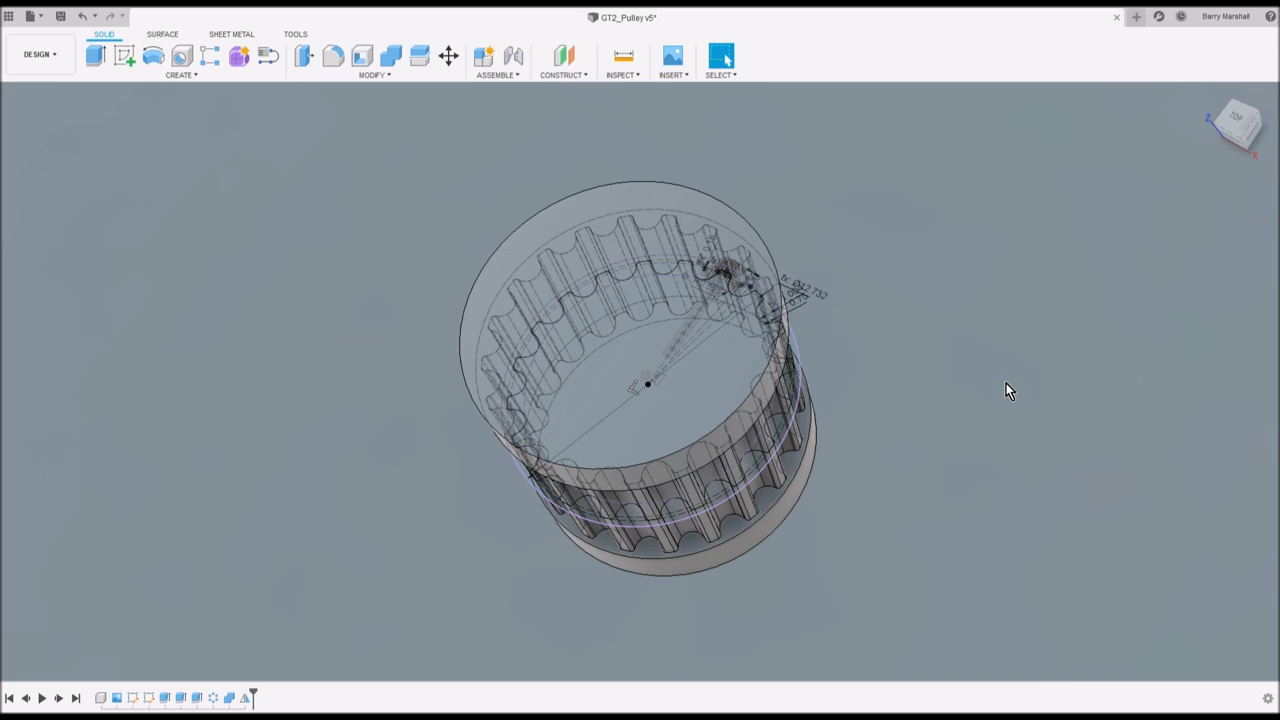 GT2_Pulley v5*
Barry Marshall
SOLID SURFACE SHEET METAL TOOLS
DESIGN
CREATE MODIFY ASSEMBLE CONSTRUCT INSPECT INSERT SELECT
TOP
Z
X